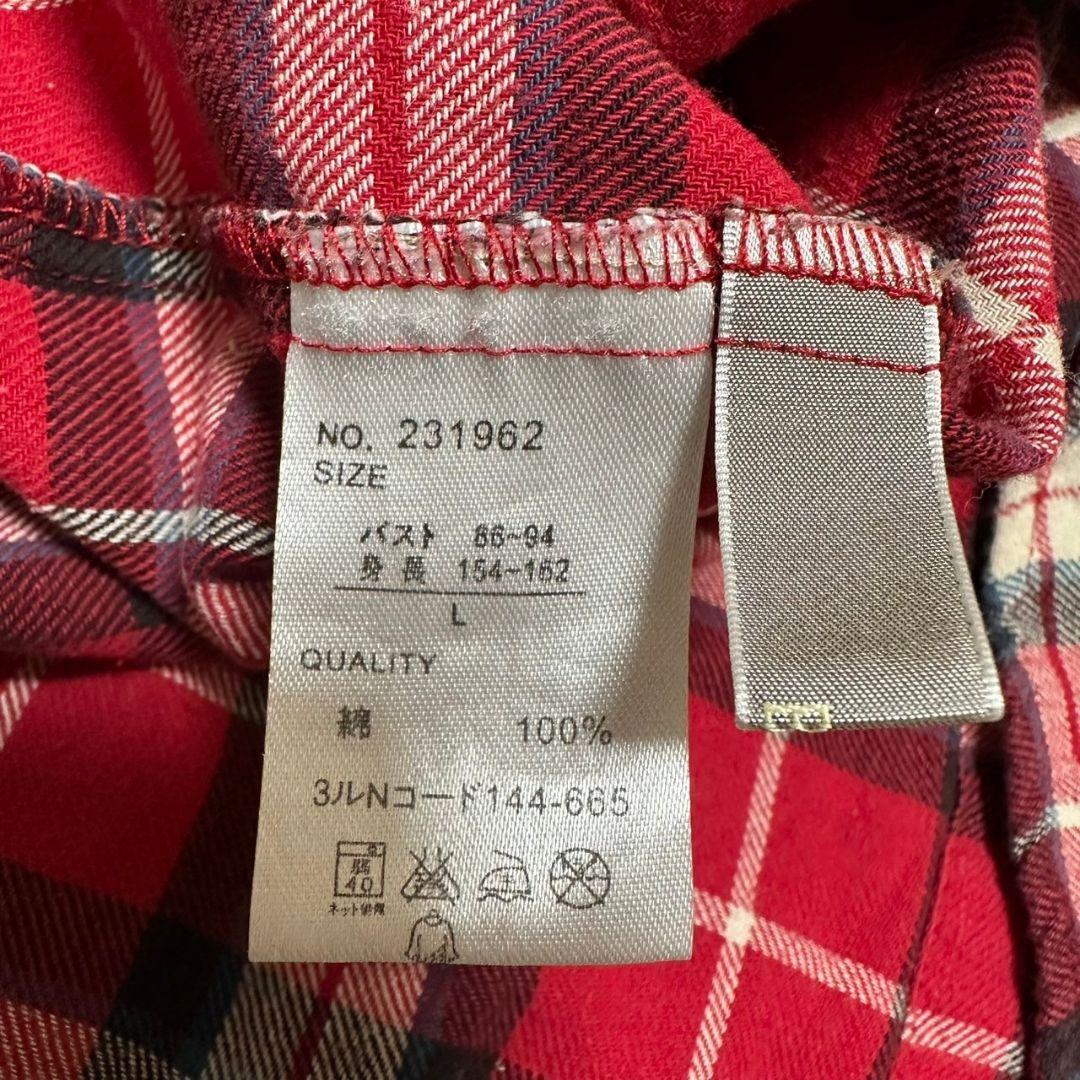 NO. 231962
SIZE
バスト 86~94
身長 154~162
L
QUALITY
綿 100%
3ルNコード144-665
弱
40
ネット使用